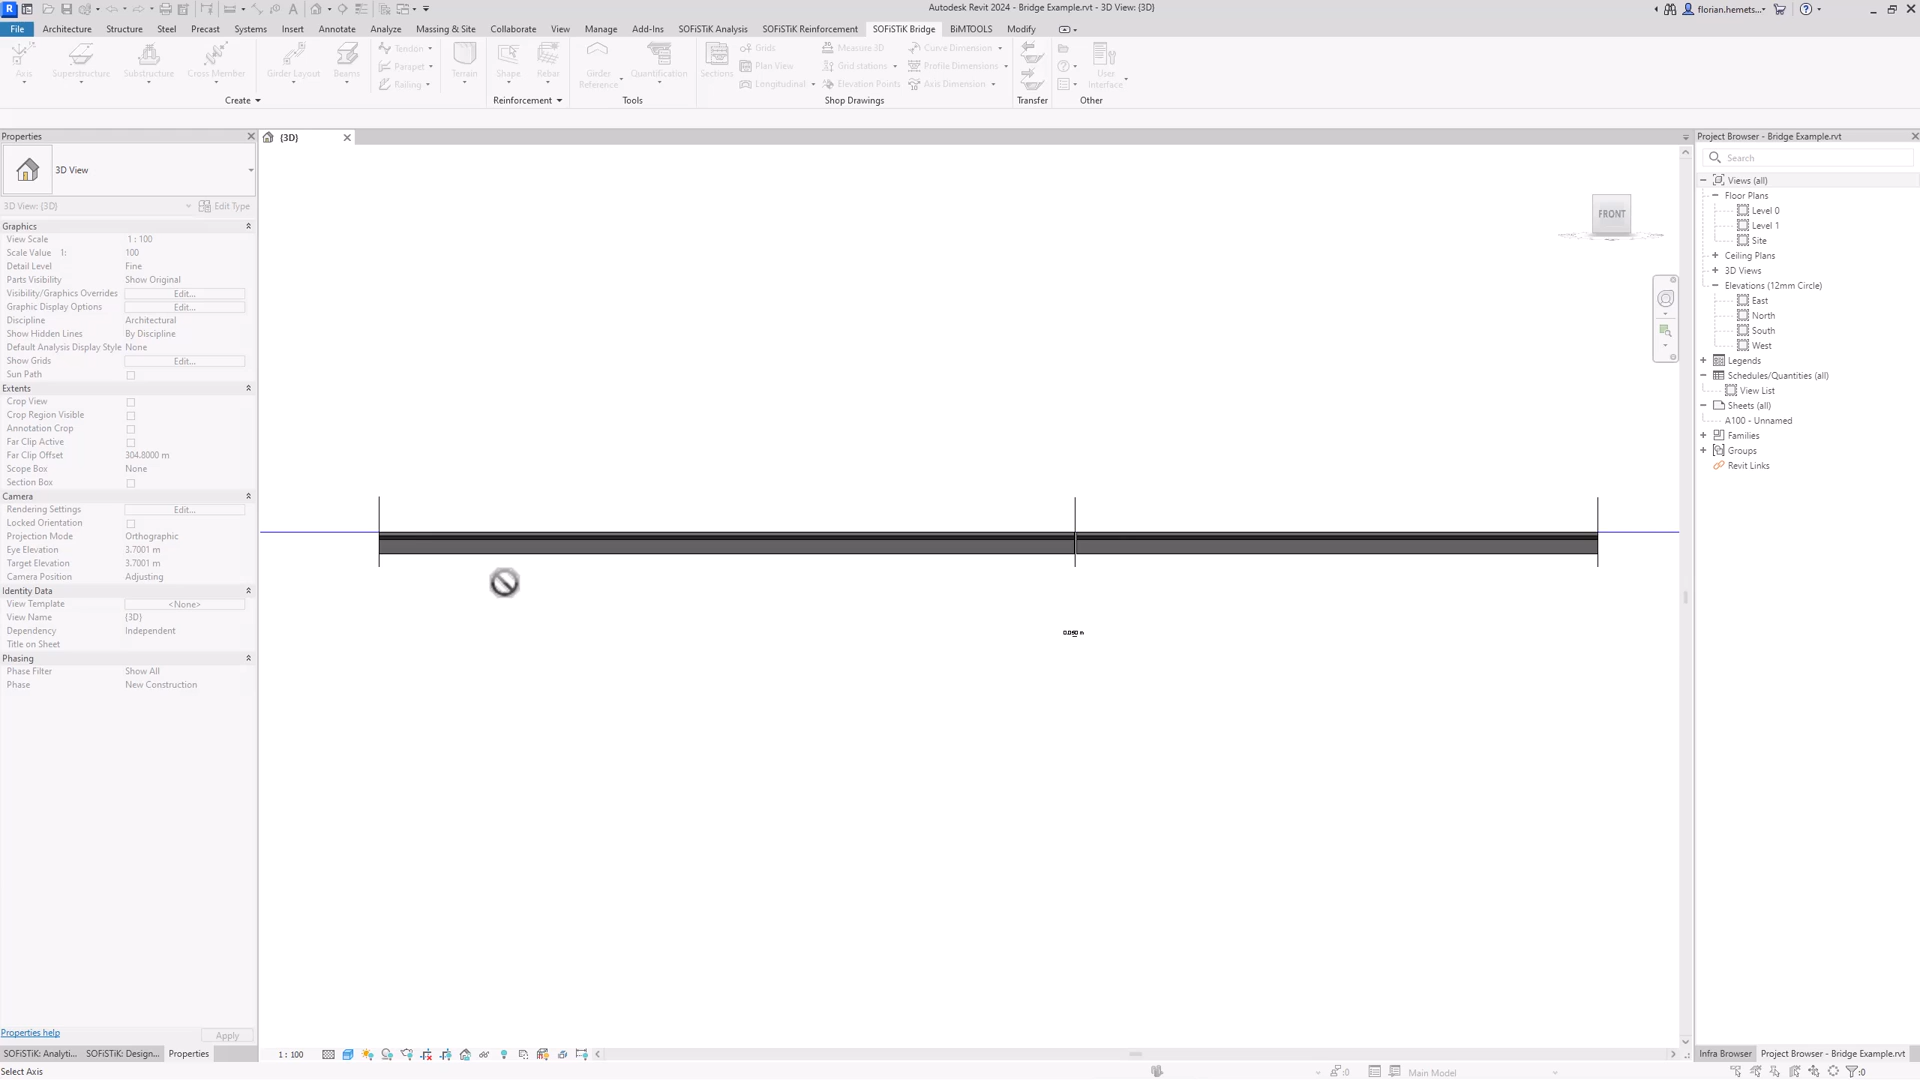 Autodesk Revit 2024 - Bridge Example.rvt - 3D View: {3D}
florian.hemets...
File Architecture Structure Steel Precast Systems Insert Annotate Analyze Massing & Site Collaborate View Manage Add-Ins SOFiSTiK Analysis SOFiSTiK Reinforcement SOFiSTiK Bridge BiMTOOLS Modify
Axis Superstructure Substructure Cross Member Girder Layout Beams Tendon Parapet Railing Terrain
Create
Shape Rebar
Reinforcement
Girder Reference Quantification
Tools
Sections Grids Plan View Longitudinal Measure 3D Grid stations Elevation Points Curve Dimension Profile Dimensions Axis Dimension
Shop Drawings
Transfer
User Interface
Other
Properties
3D View
3D View: {3D} Edit Type
Graphics
View Scale 1 : 100
Scale Value 1: 100
Detail Level Fine
Parts Visibility Show Original
Visibility/Graphics Overrides Edit...
Graphic Display Options Edit...
Discipline Architectural
Show Hidden Lines By Discipline
Default Analysis Display Style None
Show Grids Edit...
Sun Path
Extents
Crop View
Crop Region Visible
Annotation Crop
Far Clip Active
Far Clip Offset 304.8000 m
Scope Box None
Section Box
Camera
Rendering Settings Edit...
Locked Orientation
Projection Mode Orthographic
Eye Elevation 3.7001 m
Target Elevation 3.7001 m
Camera Position Adjusting
Identity Data
View Template <None>
View Name {3D}
Dependency Independent
Title on Sheet
Phasing
Phase Filter Show All
Phase New Construction
Properties help Apply
SOFiSTiK: Analyti... SOFiSTiK: Design... Properties
Select Axis
{3D}
FRONT
1 : 100
Main Model
:0
:0
Project Browser - Bridge Example.rvt
Search
Views (all)
Floor Plans
Level 0
Level 1
Site
Ceiling Plans
3D Views
Elevations (12mm Circle)
East
North
South
West
Legends
Schedules/Quantities (all)
View List
Sheets (all)
A100 - Unnamed
Families
Groups
Revit Links
Infra Browser Project Browser - Bridge Example.rvt